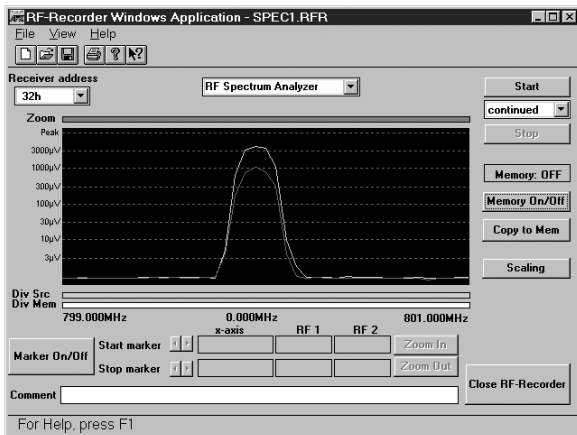 RF-Recorder Windows Application - SPEC1.RFR
File View Help
Receiver address
32h
RF Spectrum Analyzer
Start
continued
Stop
Zoom
Peak
3000µV
1000µV
300µV
100µV
30µV
10µV
3µV
Memory: OFF
Memory On/Off
Copy to Mem
Scaling
Div Src
Div Mem
799.000MHz 0.000MHz 801.000MHz
x-axis RF 1 RF 2
Marker On/Off
Start marker
Zoom In
Stop marker
Zoom Out
Close RF-Recorder
Comment
For Help, press F1